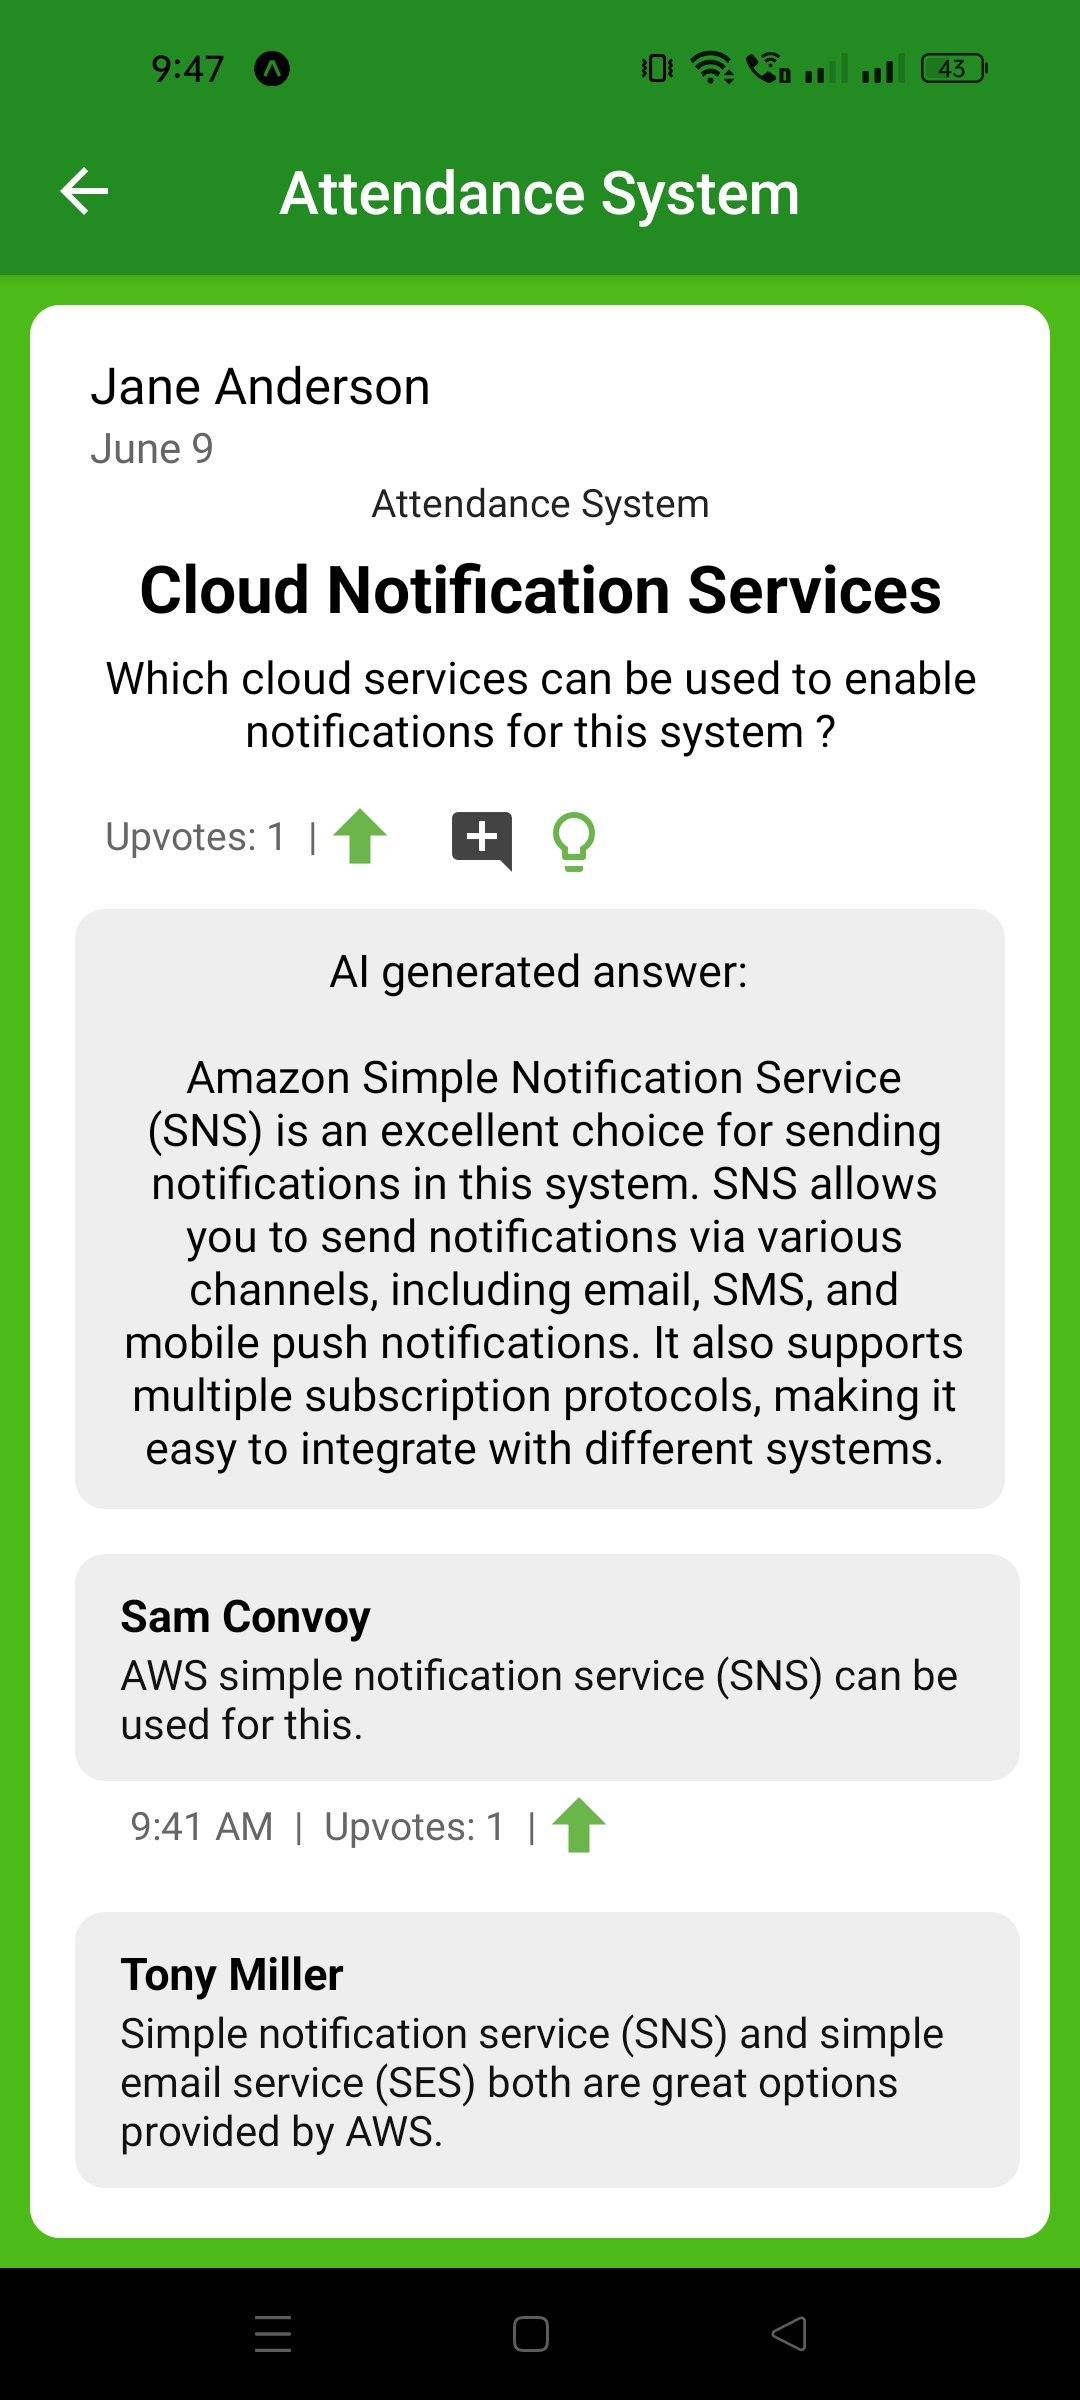 9:47
43
Attendance System
Jane Anderson
June 9
Attendance System
Cloud Notification Services
Which cloud services can be used to enable
notifications for this system ?
Upvotes: 1 |
AI generated answer:
Amazon Simple Notification Service
(SNS) is an excellent choice for sending
notifications in this system. SNS allows
you to send notifications via various
channels, including email, SMS, and
mobile push notifications. It also supports
multiple subscription protocols, making it
easy to integrate with different systems.
Sam Convoy
AWS simple notification service (SNS) can be
used for this.
9:41 AM | Upvotes: 1 |
Tony Miller
Simple notification service (SNS) and simple
email service (SES) both are great options
provided by AWS.